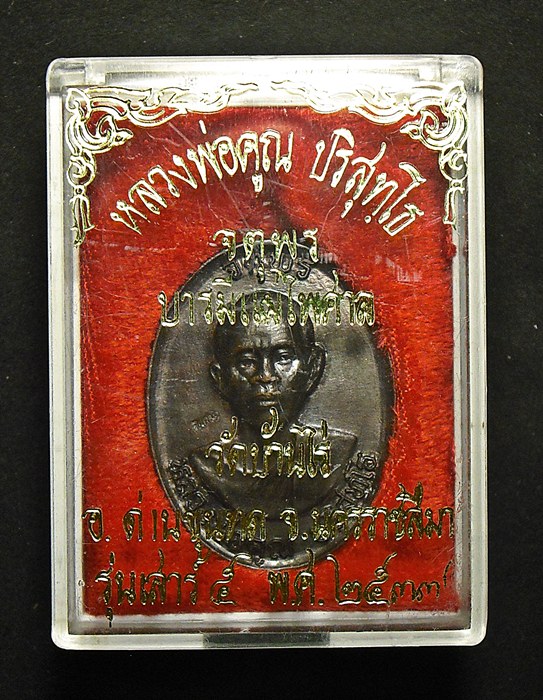 หลวงพ่อคูณ ปริสุทฺโธ
จตุพร
บารมีแผ่ไพศาล
วัดบ้านไร่
อ. ด่านขุนทด จ.นครราชสีมา
รุ่นเสาร์ ๕ พ.ศ. ๒๕๓๗